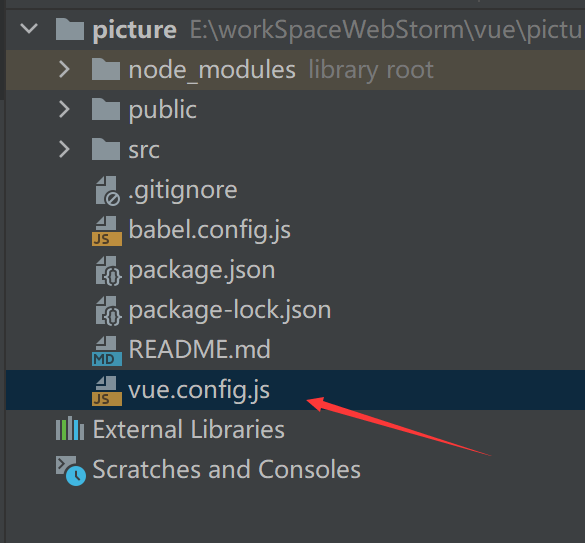 picture E:\workSpaceWebStorm\vue\pictu
node_modules library root
public
src
.gitignore
JS babel.config.js
package.json
package-lock.json
MD README.md
JS vue.config.js
External Libraries
Scratches and Consoles